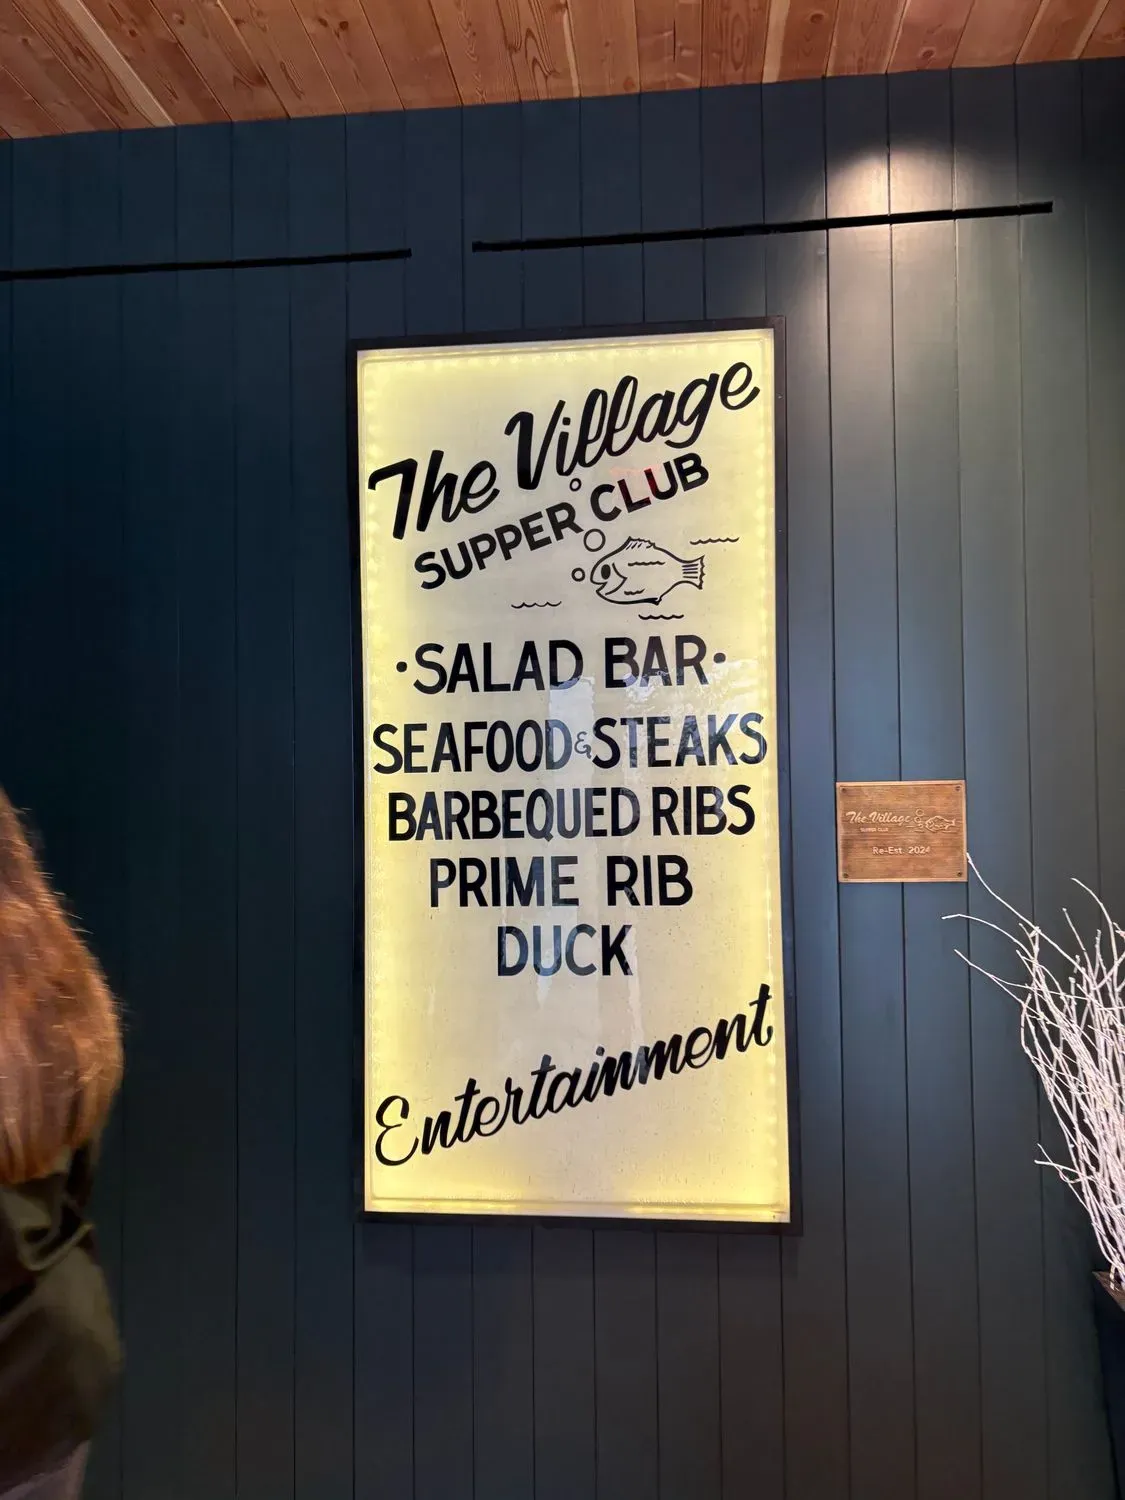 The Village
SUPPER CLUB
·SALAD BAR·
SEAFOOD & STEAKS
BARBEQUED RIBS
PRIME RIB
DUCK
Entertainment
The Village
SUPPER CLUB
Re-Est. 2024